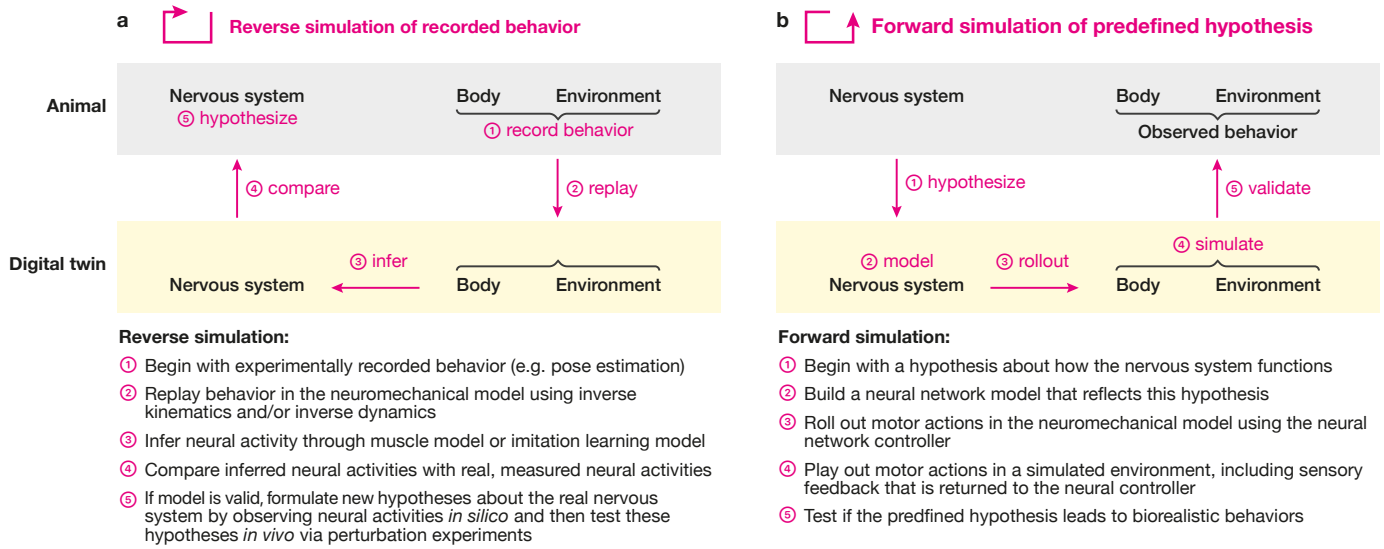 a
Reverse simulation of recorded behavior
Animal
Nervous system
⑤ hypothesize
Body Environment
① record behavior
④ compare
② replay
Digital twin
③ infer
Nervous system
Body Environment
Reverse simulation:
① Begin with experimentally recorded behavior (e.g. pose estimation)
② Replay behavior in the neuromechanical model using inverse
kinematics and/or inverse dynamics
③ Infer neural activity through muscle model or imitation learning model
④ Compare inferred neural activities with real, measured neural activities
⑤ If model is valid, formulate new hypotheses about the real nervous
system by observing neural activities in silico and then test these
hypotheses in vivo via perturbation experiments
b
Forward simulation of predefined hypothesis
Nervous system
Body Environment
Observed behavior
① hypothesize
⑤ validate
④ simulate
② model
③ rollout
Nervous system
Body Environment
Forward simulation:
① Begin with a hypothesis about how the nervous system functions
② Build a neural network model that reflects this hypothesis
③ Roll out motor actions in the neuromechanical model using the neural
network controller
④ Play out motor actions in a simulated environment, including sensory
feedback that is returned to the neural controller
⑤ Test if the predfined hypothesis leads to biorealistic behaviors